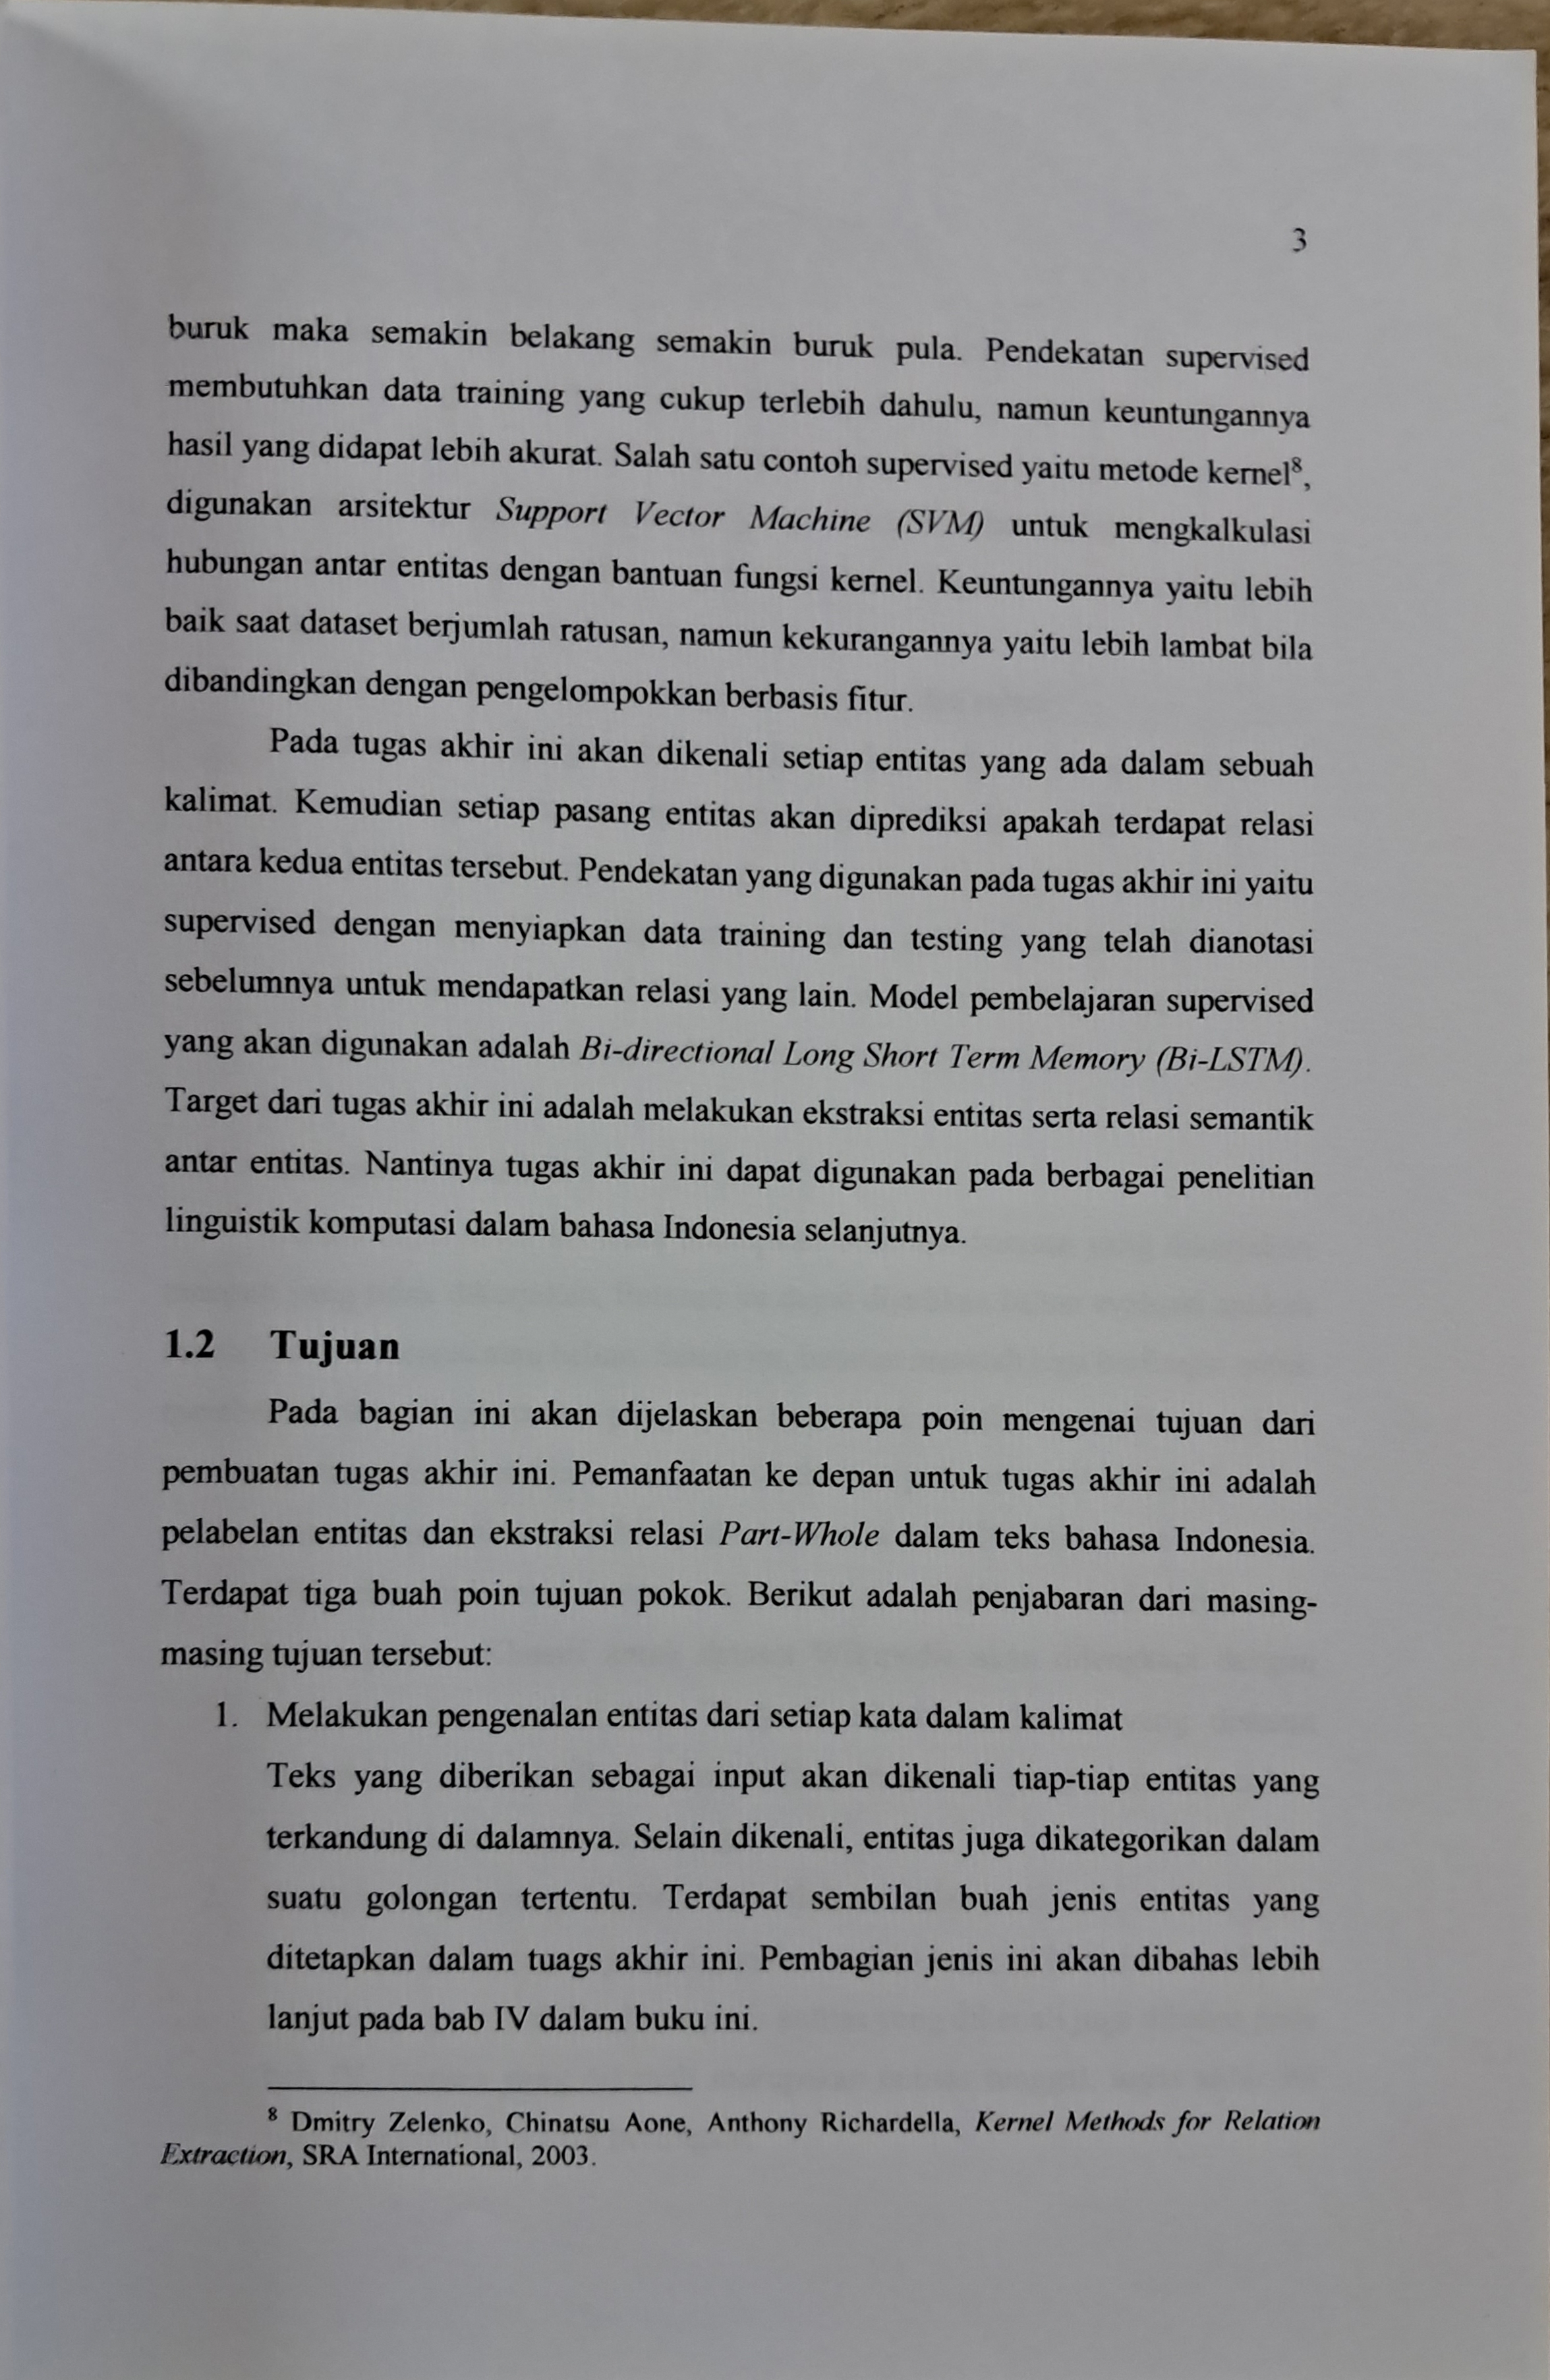 3
buruk maka semakin belakang semakin buruk pula. Pendekatan supervised
membutuhkan data training yang cukup terlebih dahulu, namun keuntungannya
hasil yang didapat lebih akurat. Salah satu contoh supervised yaitu metode kernel⁸,
digunakan arsitektur Support Vector Machine (SVM) untuk mengkalkulasi
hubungan antar entitas dengan bantuan fungsi kernel. Keuntungannya yaitu lebih
baik saat dataset berjumlah ratusan, namun kekurangannya yaitu lebih lambat bila
dibandingkan dengan pengelompokkan berbasis fitur.
Pada tugas akhir ini akan dikenali setiap entitas yang ada dalam sebuah
kalimat. Kemudian setiap pasang entitas akan diprediksi apakah terdapat relasi
antara kedua entitas tersebut. Pendekatan yang digunakan pada tugas akhir ini yaitu
supervised dengan menyiapkan data training dan testing yang telah dianotasi
sebelumnya untuk mendapatkan relasi yang lain. Model pembelajaran supervised
yang akan digunakan adalah Bi-directional Long Short Term Memory (Bi-LSTM).
Target dari tugas akhir ini adalah melakukan ekstraksi entitas serta relasi semantik
antar entitas. Nantinya tugas akhir ini dapat digunakan pada berbagai penelitian
linguistik komputasi dalam bahasa Indonesia selanjutnya.
1.2 Tujuan
Pada bagian ini akan dijelaskan beberapa poin mengenai tujuan dari
pembuatan tugas akhir ini. Pemanfaatan ke depan untuk tugas akhir ini adalah
pelabelan entitas dan ekstraksi relasi Part-Whole dalam teks bahasa Indonesia.
Terdapat tiga buah poin tujuan pokok. Berikut adalah penjabaran dari masing-
masing tujuan tersebut:
1. Melakukan pengenalan entitas dari setiap kata dalam kalimat
Teks yang diberikan sebagai input akan dikenali tiap-tiap entitas yang
terkandung di dalamnya. Selain dikenali, entitas juga dikategorikan dalam
suatu golongan tertentu. Terdapat sembilan buah jenis entitas yang
ditetapkan dalam tuags akhir ini. Pembagian jenis ini akan dibahas lebih
lanjut pada bab IV dalam buku ini.
⁸ Dmitry Zelenko, Chinatsu Aone, Anthony Richardella, Kernel Methods for Relation
Extraction, SRA International, 2003.